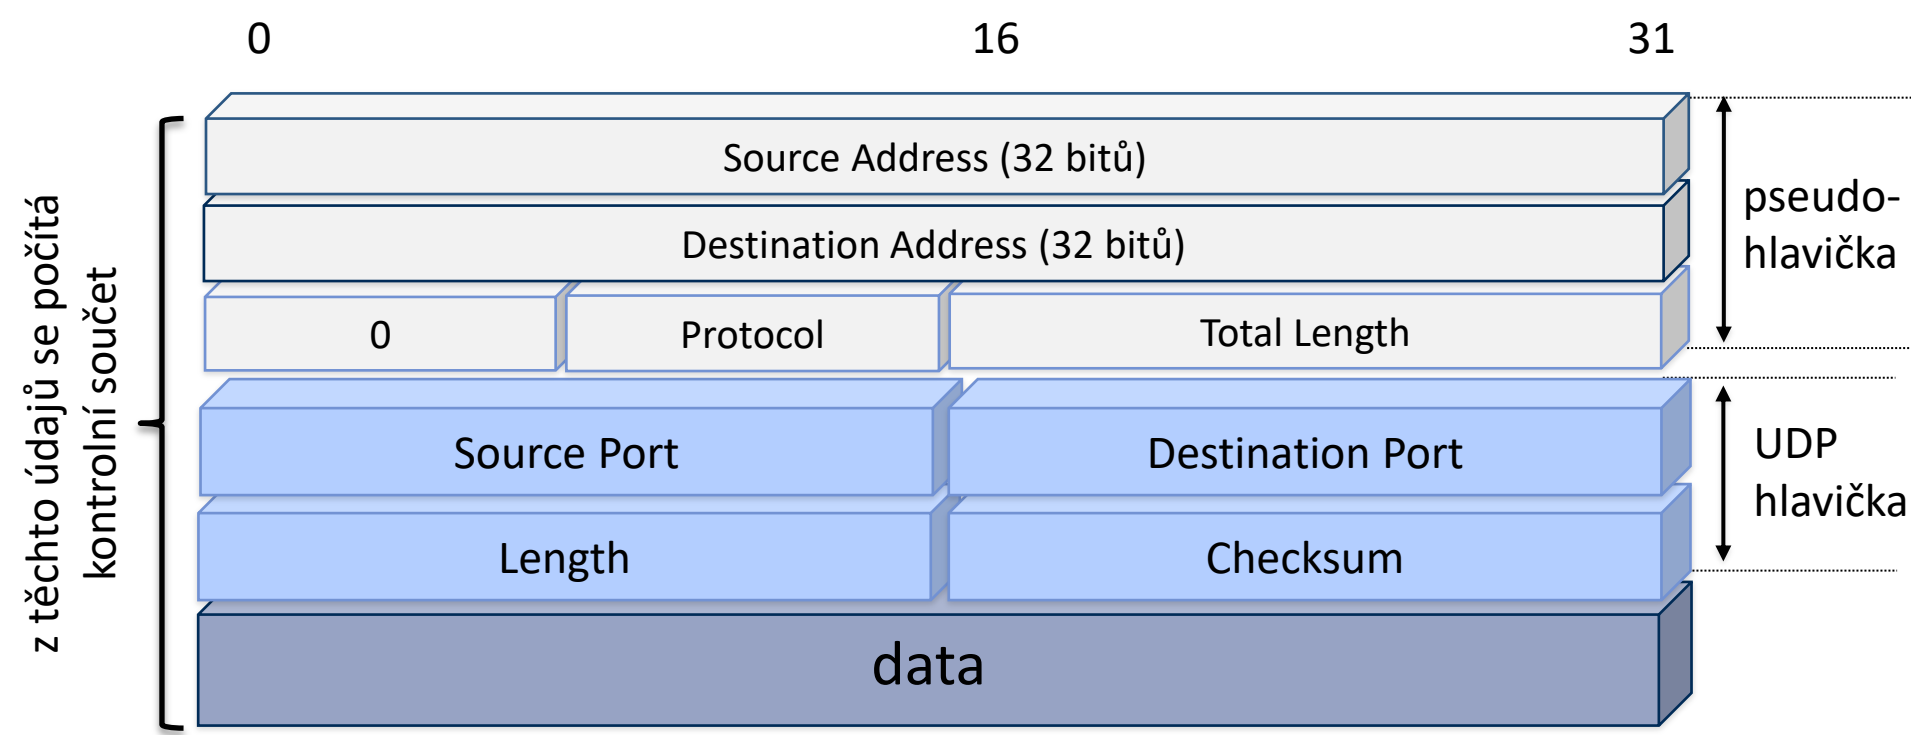 0 16 31
z těchto údajů se počítá
kontrolní součet
Source Address (32 bitů)
Destination Address (32 bitů)
0 Protocol Total Length
pseudo-
hlavička
Source Port Destination Port
Length Checksum
UDP
hlavička
data